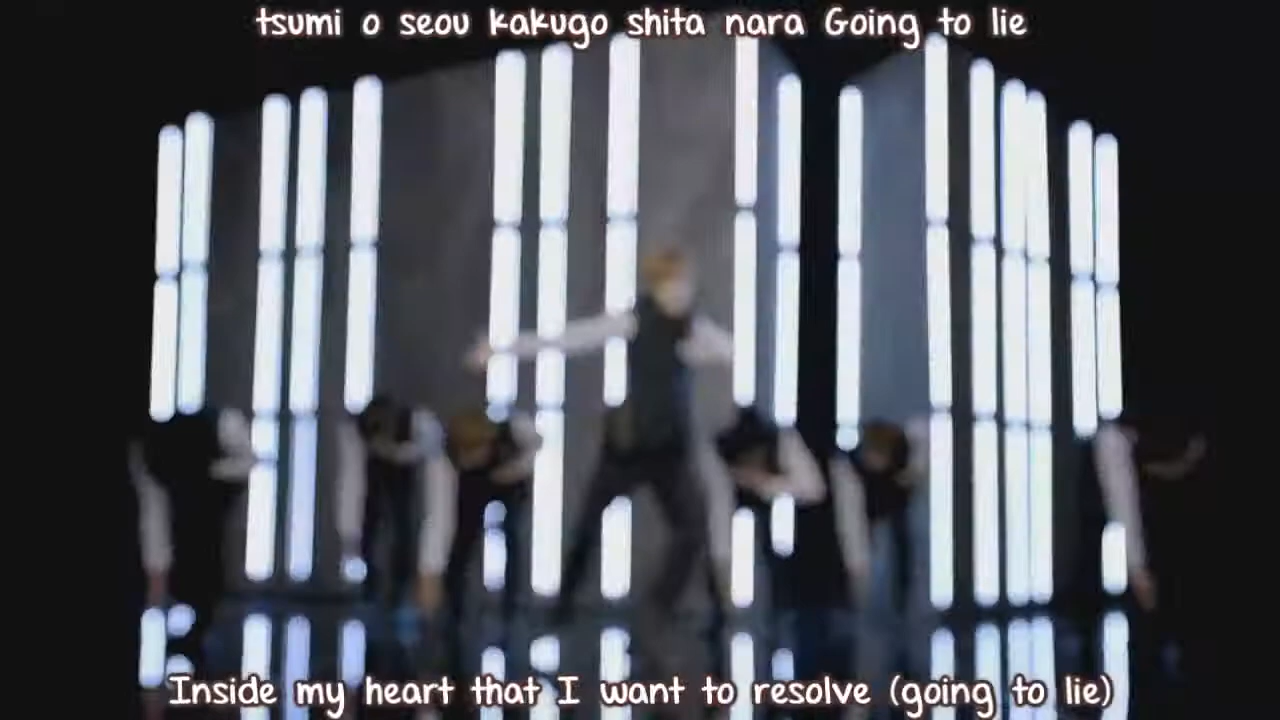 tsumi o seou kakugo shita nara Going to lie
Inside my heart that I want to resolve (going to lie)